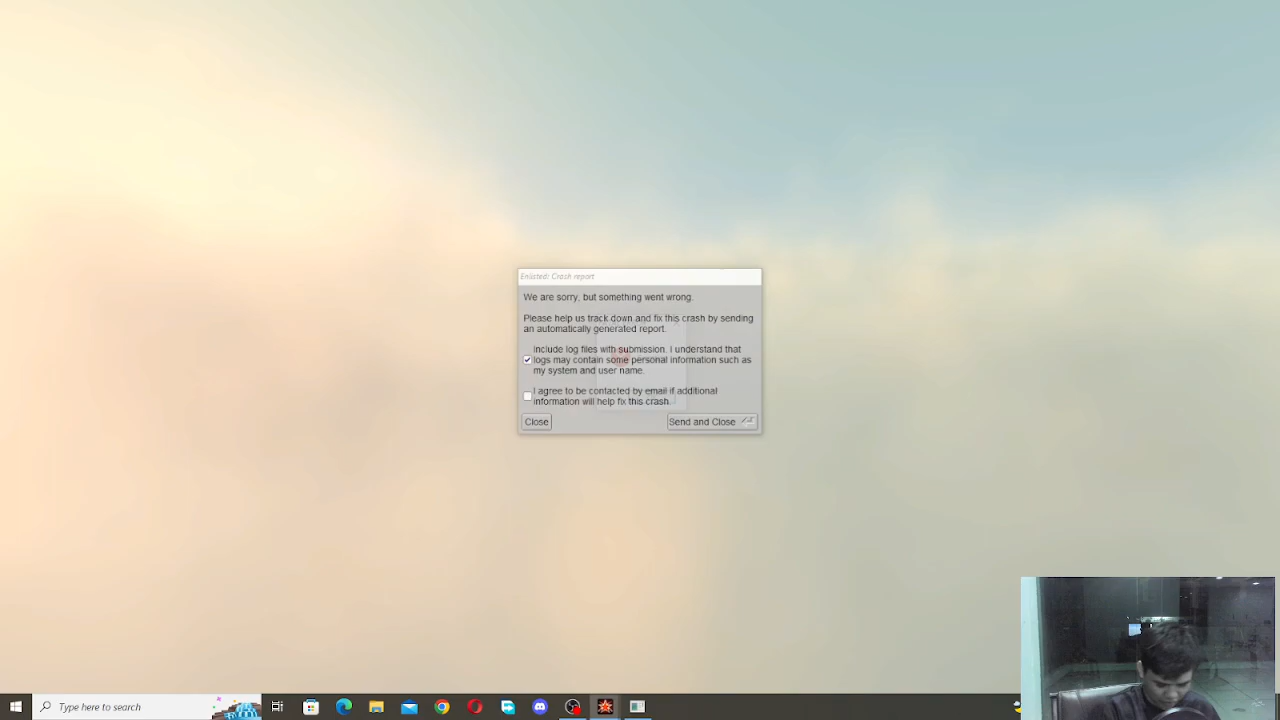 Enlisted: Crash report
We are sorry, but something went wrong.
Please help us track down and fix this crash by sending
an automatically generated report.
Include log files with submission. I understand that
logs may contain some personal information such as
my system and user name.
I agree to be contacted by email if additional
information will help fix this crash.
Close
Send and Close
Type here to search